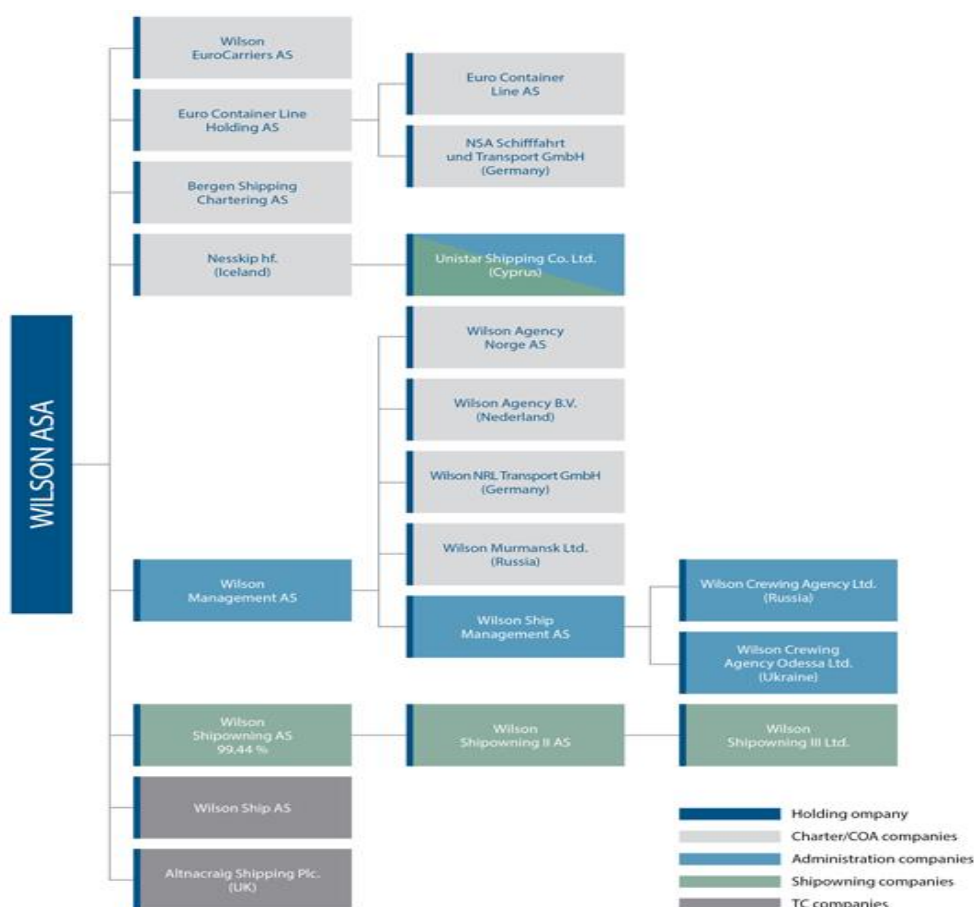 WILSON ASA
Wilson
EuroCarriers AS
Euro Container Line
Holding AS
Euro Container
Line AS
NSA Schifffahrt
und Transport GmbH
(Germany)
Bergen Shipping
Chartering AS
Nesskip hf.
(Iceland)
Unistar Shipping Co. Ltd.
(Cyprus)
Wilson
Management AS
Wilson Agency
Norge AS
Wilson Agency B.V.
(Nederland)
Wilson NRL Transport GmbH
(Germany)
Wilson Murmansk Ltd.
(Russia)
Wilson Ship
Management AS
Wilson Crewing Agency Ltd.
(Russia)
Wilson Crewing
Agency Odessa Ltd.
(Ukraine)
Wilson
Shipowning AS
99.44 %
Wilson
Shipowning II AS
Wilson
Shipowning III Ltd.
Wilson Ship AS
Altnacraig Shipping Plc.
(UK)
Holding ompany
Charter/COA companies
Administration companies
Shipowning companies
TC companies